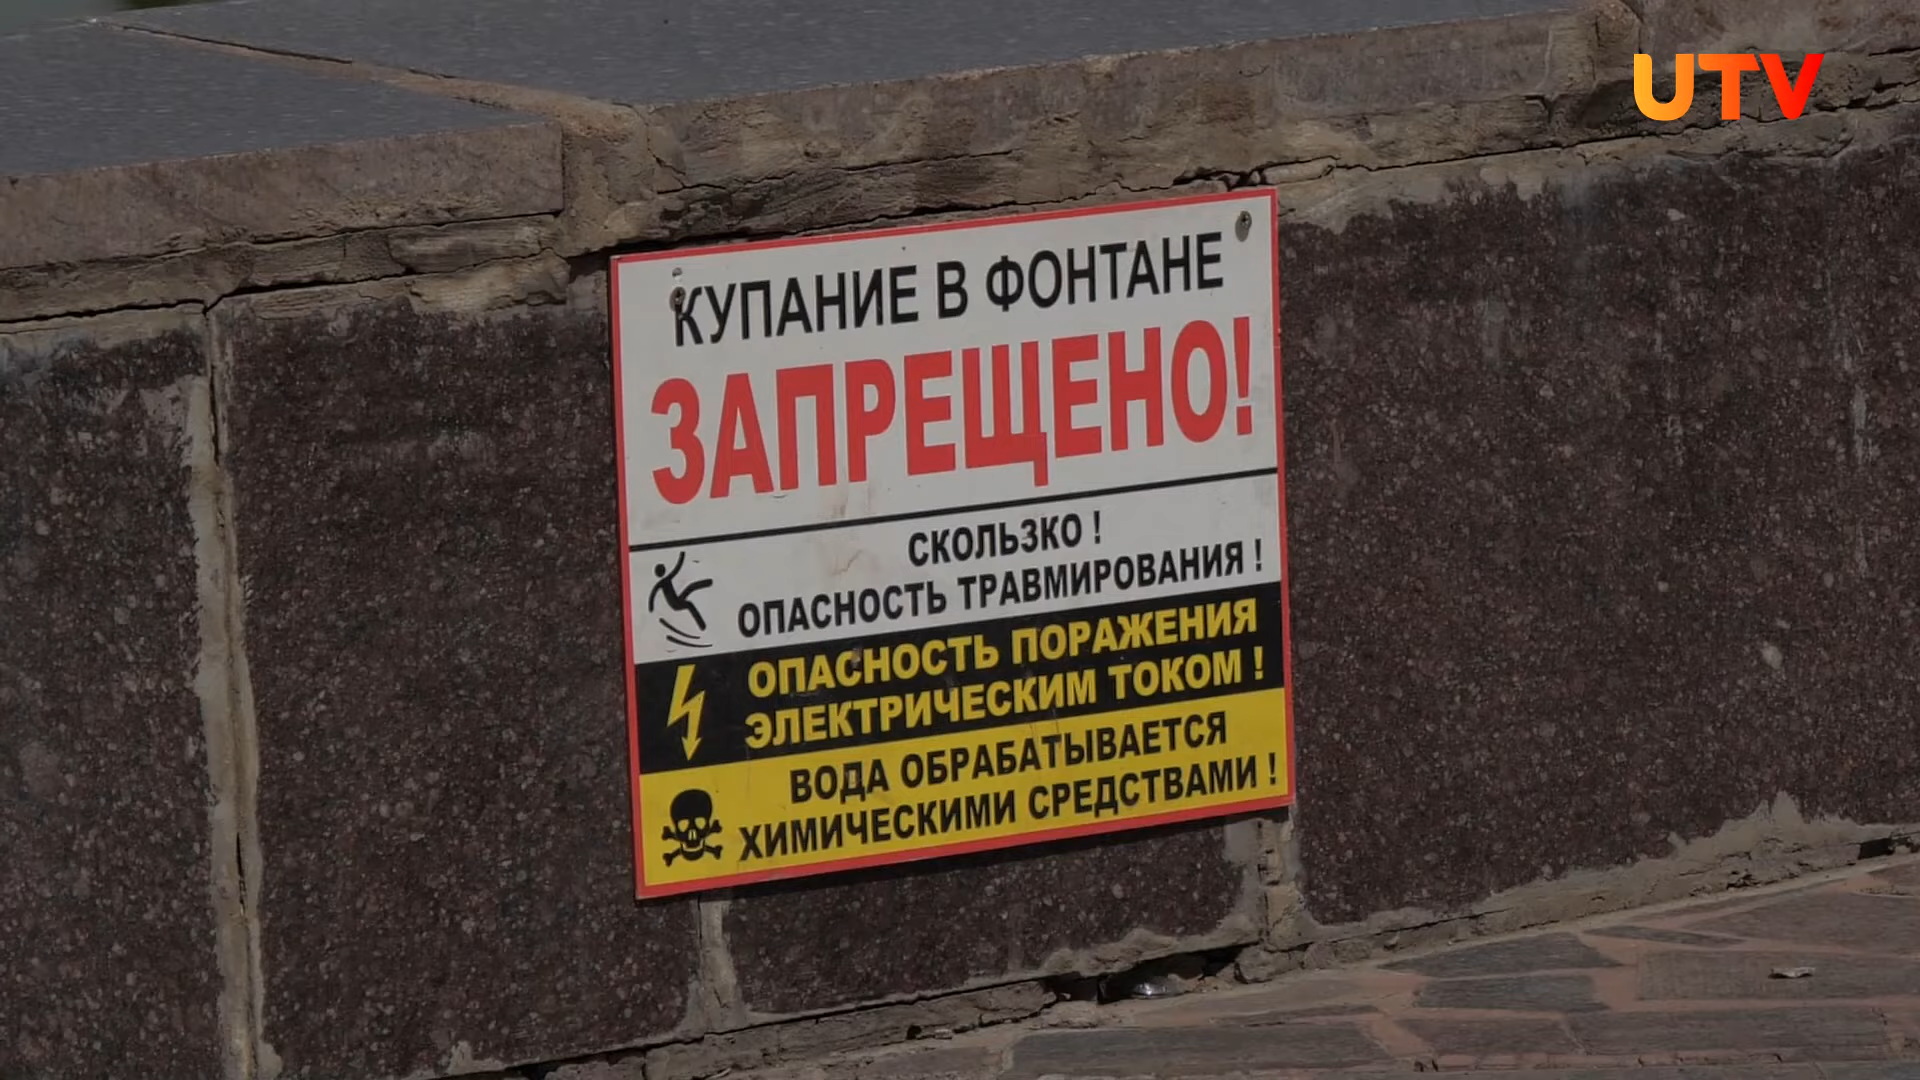 UTV
КУПАНИЕ В ФОНТАНЕ
ЗАПРЕЩЕНО!
СКОЛЬЗКО !
ОПАСНОСТЬ ТРАВМИРОВАНИЯ !
ОПАСНОСТЬ ПОРАЖЕНИЯ
ЭЛЕКТРИЧЕСКИМ ТОКОМ !
ВОДА ОБРАБАТЫВАЕТСЯ
ХИМИЧЕСКИМИ СРЕДСТВАМИ !